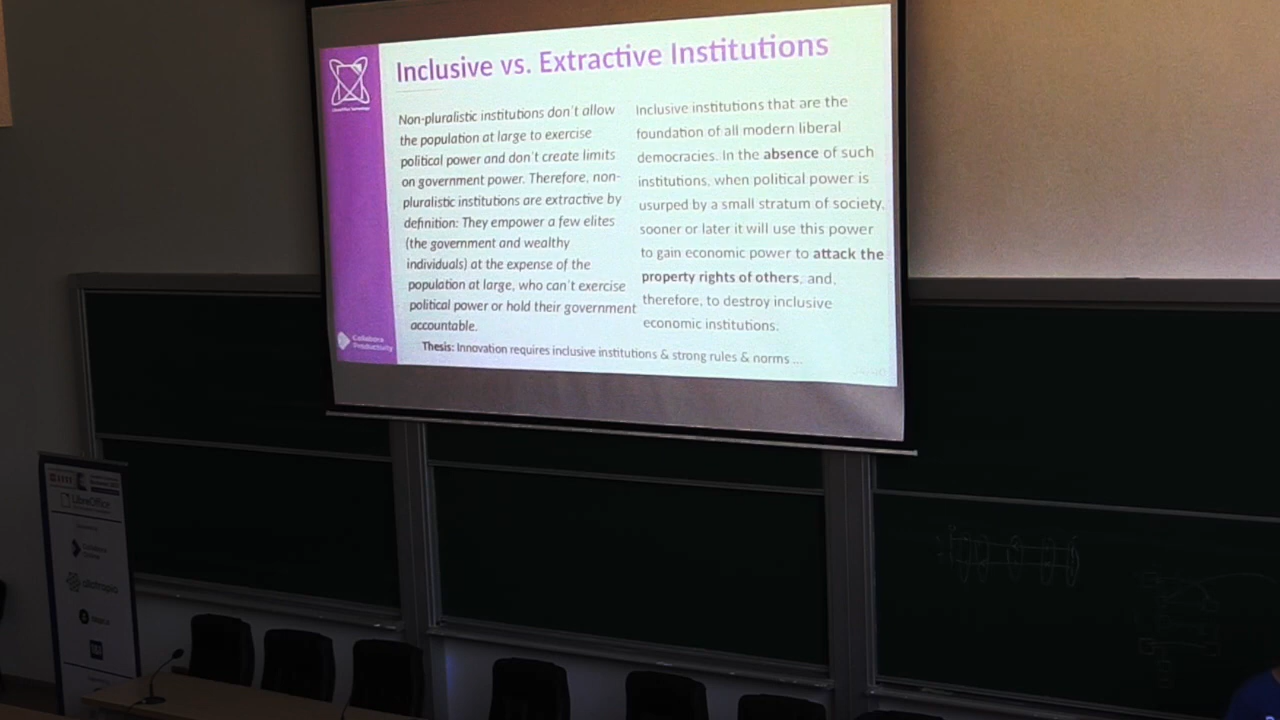 Inclusive vs. Extractive Institutions
Non-pluralistic institutions don't allow
the population at large to exercise
political power and don't create limits
on government power. Therefore, non-
pluralistic institutions are extractive by
definition: They empower a few elites
(the government and wealthy
individuals) at the expense of the
population at large, who can't exercise
political power or hold their government
accountable.
Inclusive institutions that are the
foundation of all modern liberal
democracies. In the absence of such
institutions, when political power is
usurped by a small stratum of society,
sooner or later it will use this power
to gain economic power to attack the
property rights of others, and,
therefore, to destroy inclusive
economic institutions.
Thesis: Innovation requires inclusive institutions & strong rules & norms ...
Collabora
Productivity
LibreOffice
allotropia